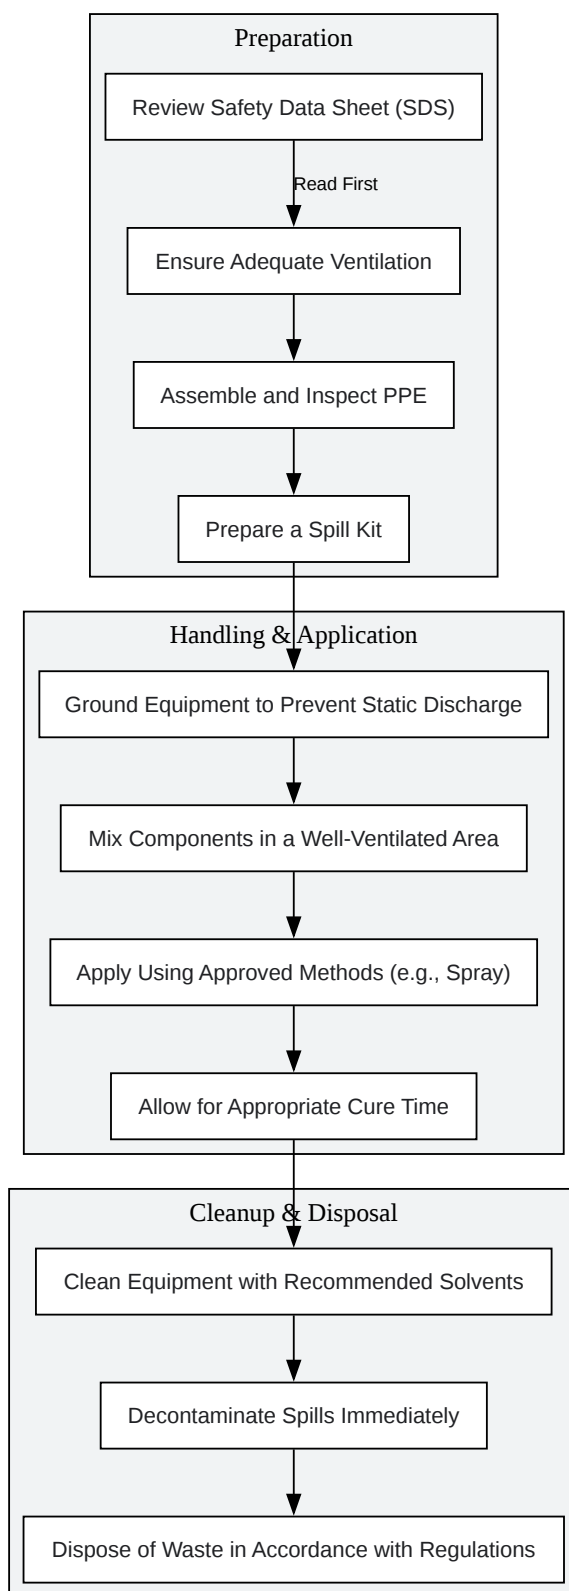 Preparation
Review Safety Data Sheet (SDS)
Read First
Ensure Adequate Ventilation
Assemble and Inspect PPE
Prepare a Spill Kit
Handling & Application
Ground Equipment to Prevent Static Discharge
Mix Components in a Well-Ventilated Area
Apply Using Approved Methods (e.g., Spray)
Allow for Appropriate Cure Time
Cleanup & Disposal
Clean Equipment with Recommended Solvents
Decontaminate Spills Immediately
Dispose of Waste in Accordance with Regulations